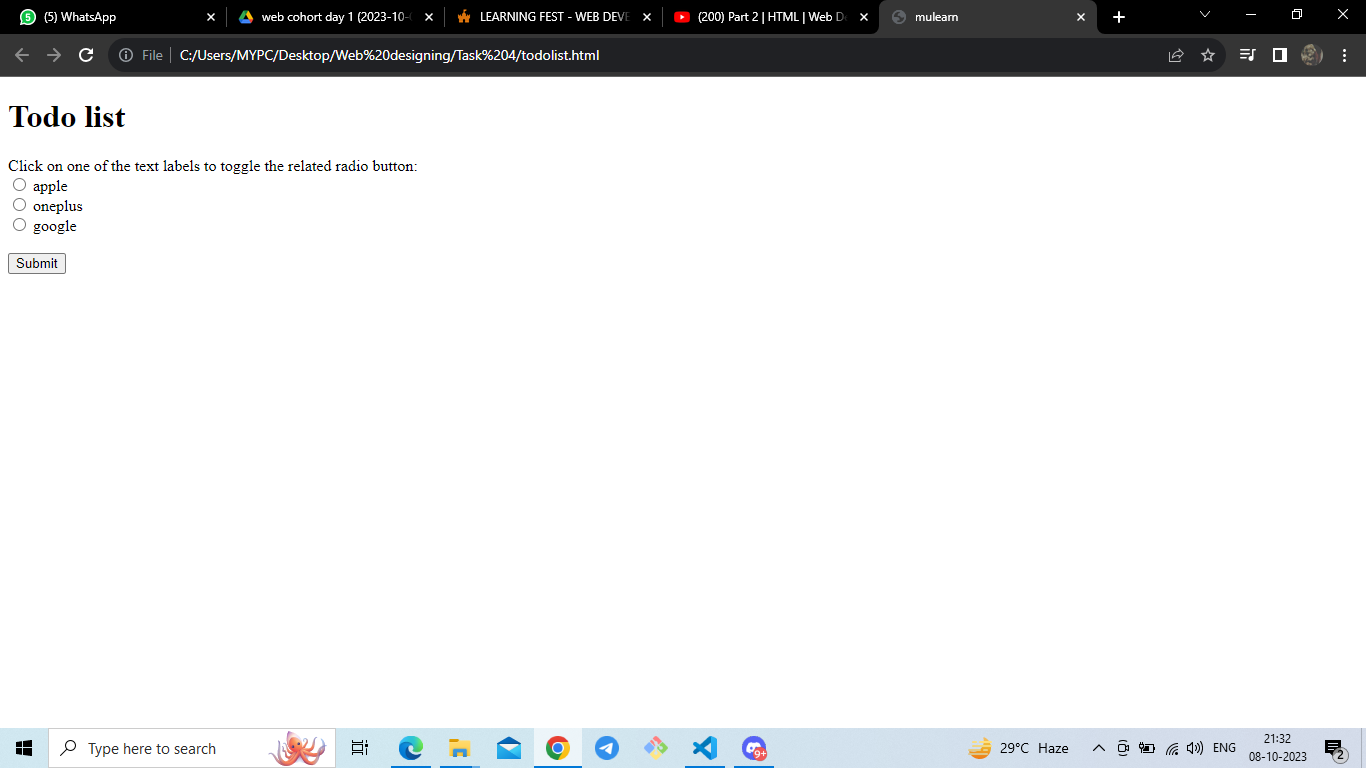 5
(5) WhatsApp
web cohort day 1 (2023-10-
LEARNING FEST - WEB DEVE
(200) Part 2 | HTML | Web D
mulearn
File
C:/Users/MYPC/Desktop/Web%20designing/Task%204/todolist.html
Todo list
Click on one of the text labels to toggle the related radio button:
apple
oneplus
google
Submit
Type here to search
9+
29°C Haze
ENG
21:32
08-10-2023
2